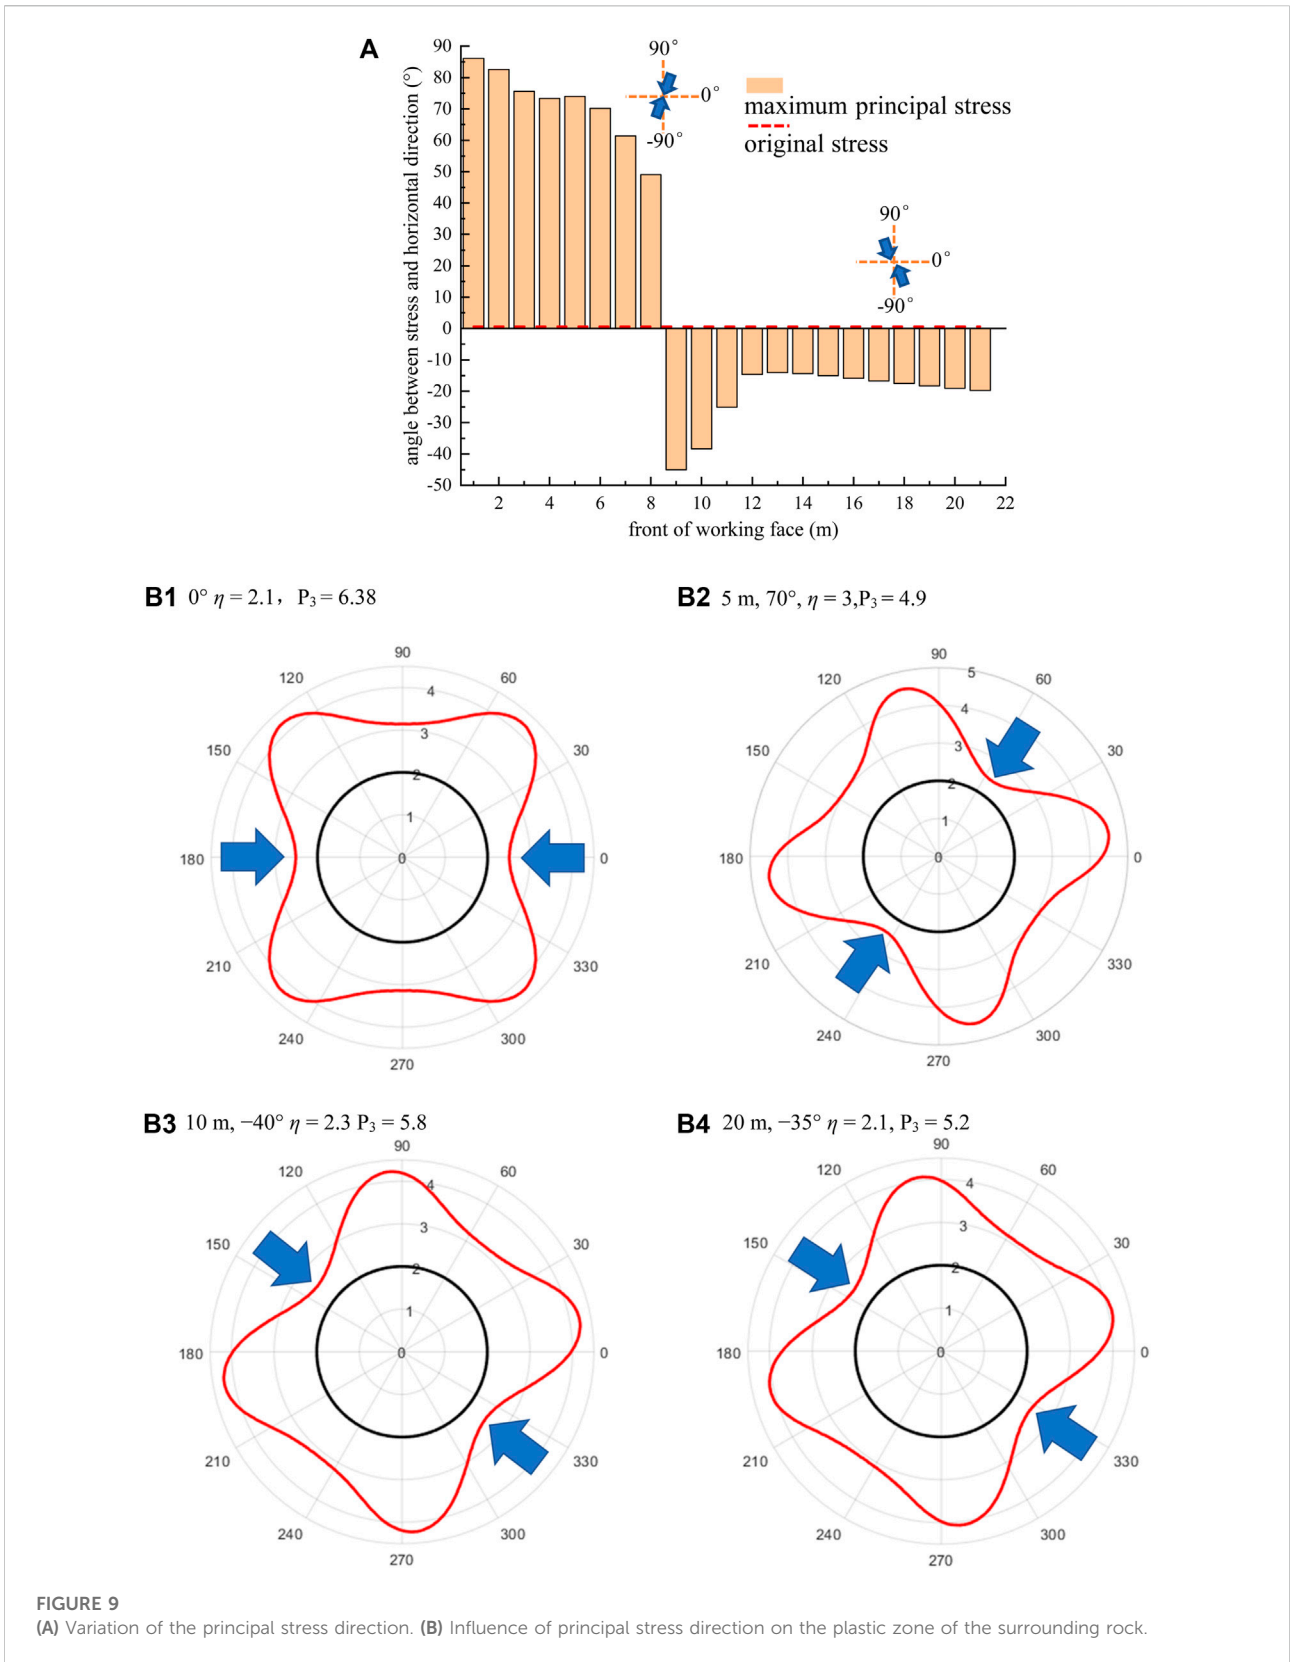 A
90
80
70
60
50
40
30
20
10
0
-10
-20
-30
-40
-50
angle between stress and horizontal direction (°)
90°
0°
-90°
maximum principal stress
original stress
90°
0°
-90°
2 4 6 8 10 12 14 16 18 20 22
front of working face (m)
B1 0° η = 2.1, P₃ = 6.38
90
120 60
4
150 3 30
2
1
180 0 0
210 330
240 300
270
B2 5 m, 70°, η = 3,P₃ = 4.9
90
120 5 60
4
150 3 30
2
1
180 0 0
210 330
240 300
270
B3 10 m, −40° η = 2.3 P₃ = 5.8
90
120 60
4
150 3 30
2
1
180 0 0
210 330
240 300
270
B4 20 m, −35° η = 2.1, P₃ = 5.2
90
120 60
4
150 3 30
2
1
180 0 0
210 330
240 300
270
FIGURE 9
(A) Variation of the principal stress direction. (B) Influence of principal stress direction on the plastic zone of the surrounding rock.